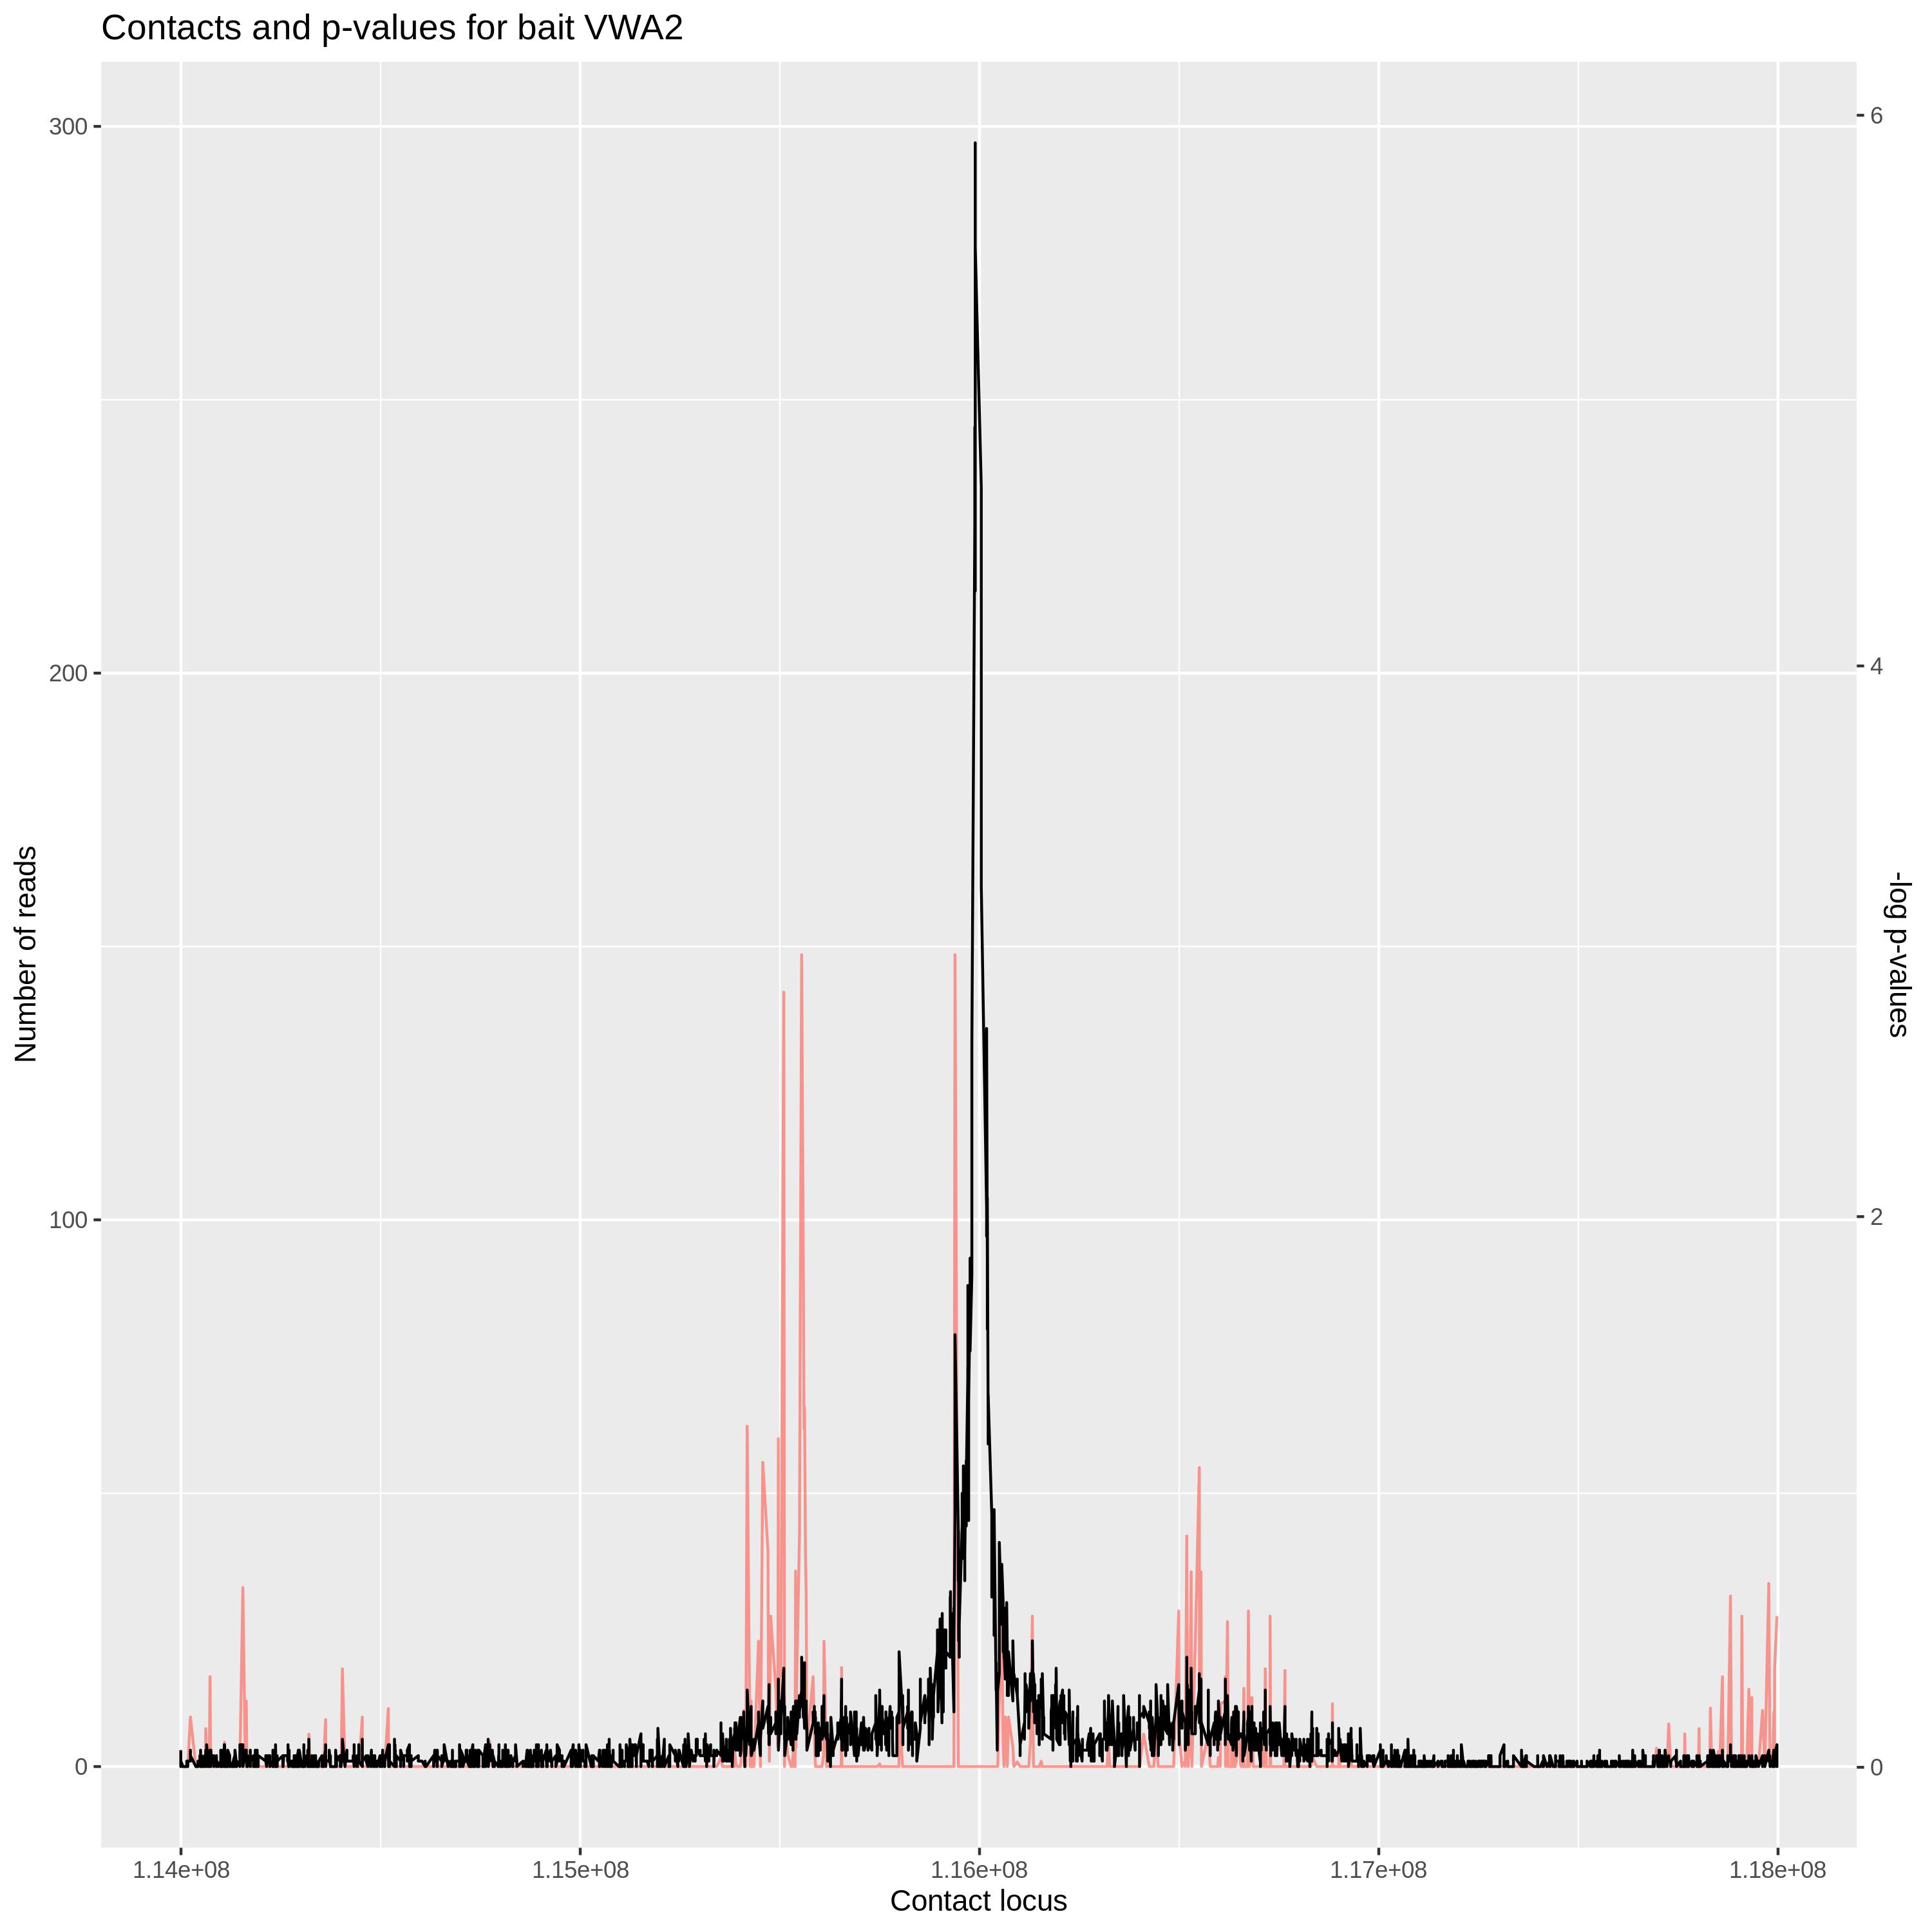 Contacts and p-values for bait VWA2
300
200
100
0
Number of reads
6
4
2
0
-log p-values
1.14e+08 1.15e+08 1.16e+08 1.17e+08 1.18e+08
Contact locus